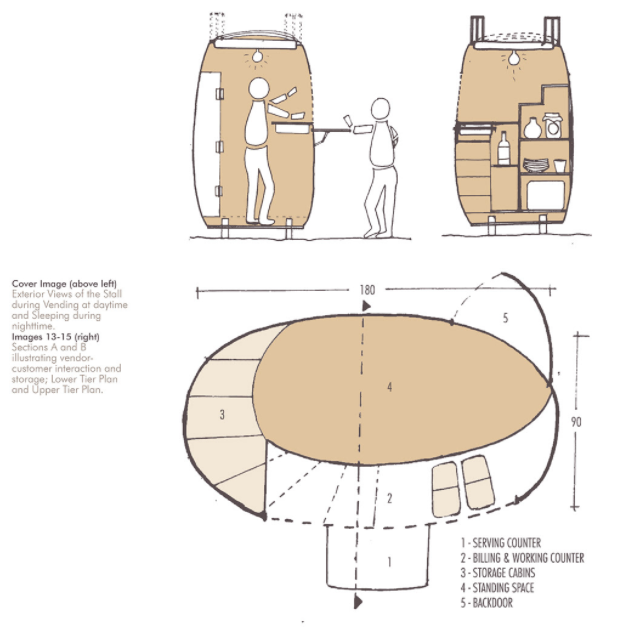 Cover Image (above left)
Exterior Views of the Stall
during Vending at daytime
and Sleeping during
nighttime.
Images 13-15 (right)
Sections A and B
illustrating vendor-
customer interaction and
storage; Lower Tier Plan
and Upper Tier Plan.
180
5
4
3
90
2
1
1 - SERVING COUNTER
2 - BILLING & WORKING COUNTER
3 - STORAGE CABINS
4 - STANDING SPACE
5 - BACKDOOR